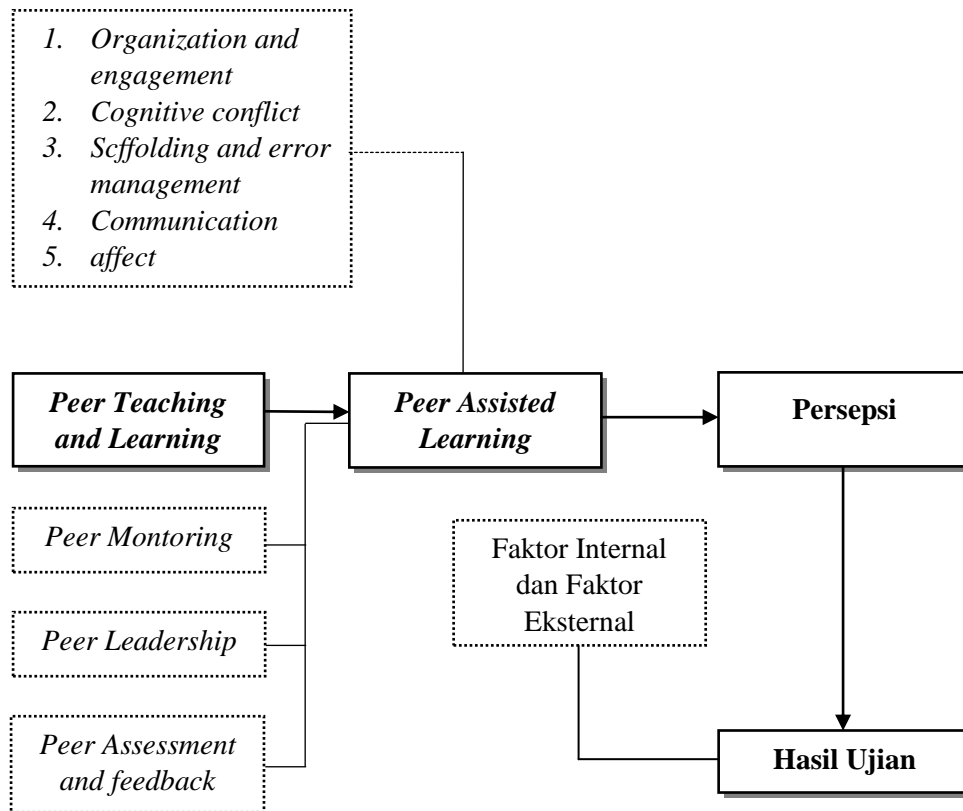 1. Organization and
engagement
2. Cognitive conflict
3. Scffolding and error
management
4. Communication
5. affect
Peer Teaching
and Learning
Peer Assisted
Learning
Persepsi
Peer Montoring
Faktor Internal
dan Faktor
Eksternal
Peer Leadership
Peer Assessment
and feedback
Hasil Ujian